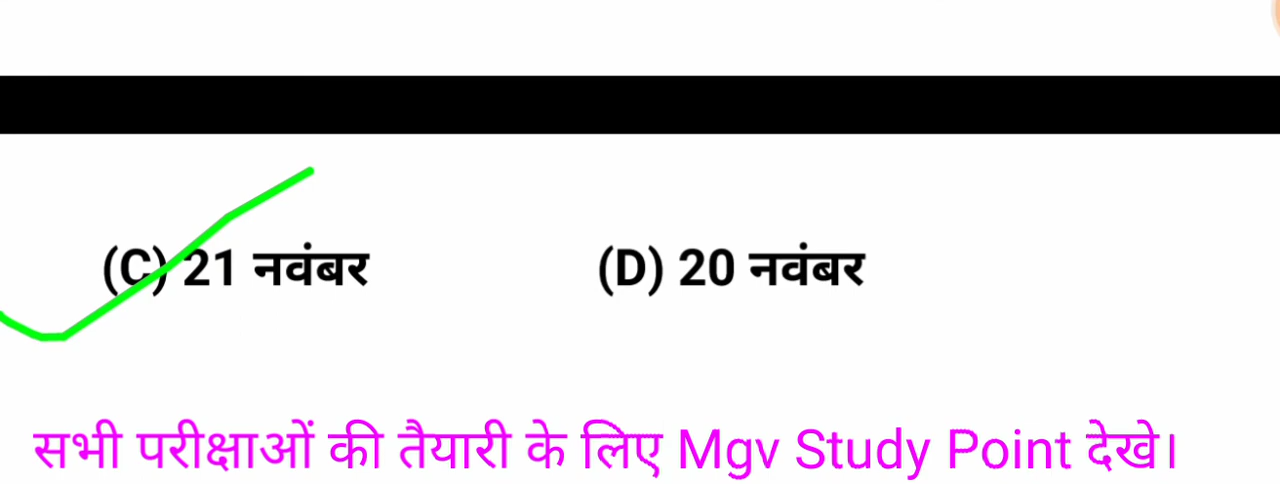 (C) 21 नवंबर (D) 20 नवंबर
सभी परीक्षाओं की तैयारी के लिए Mgv Study Point देखे।